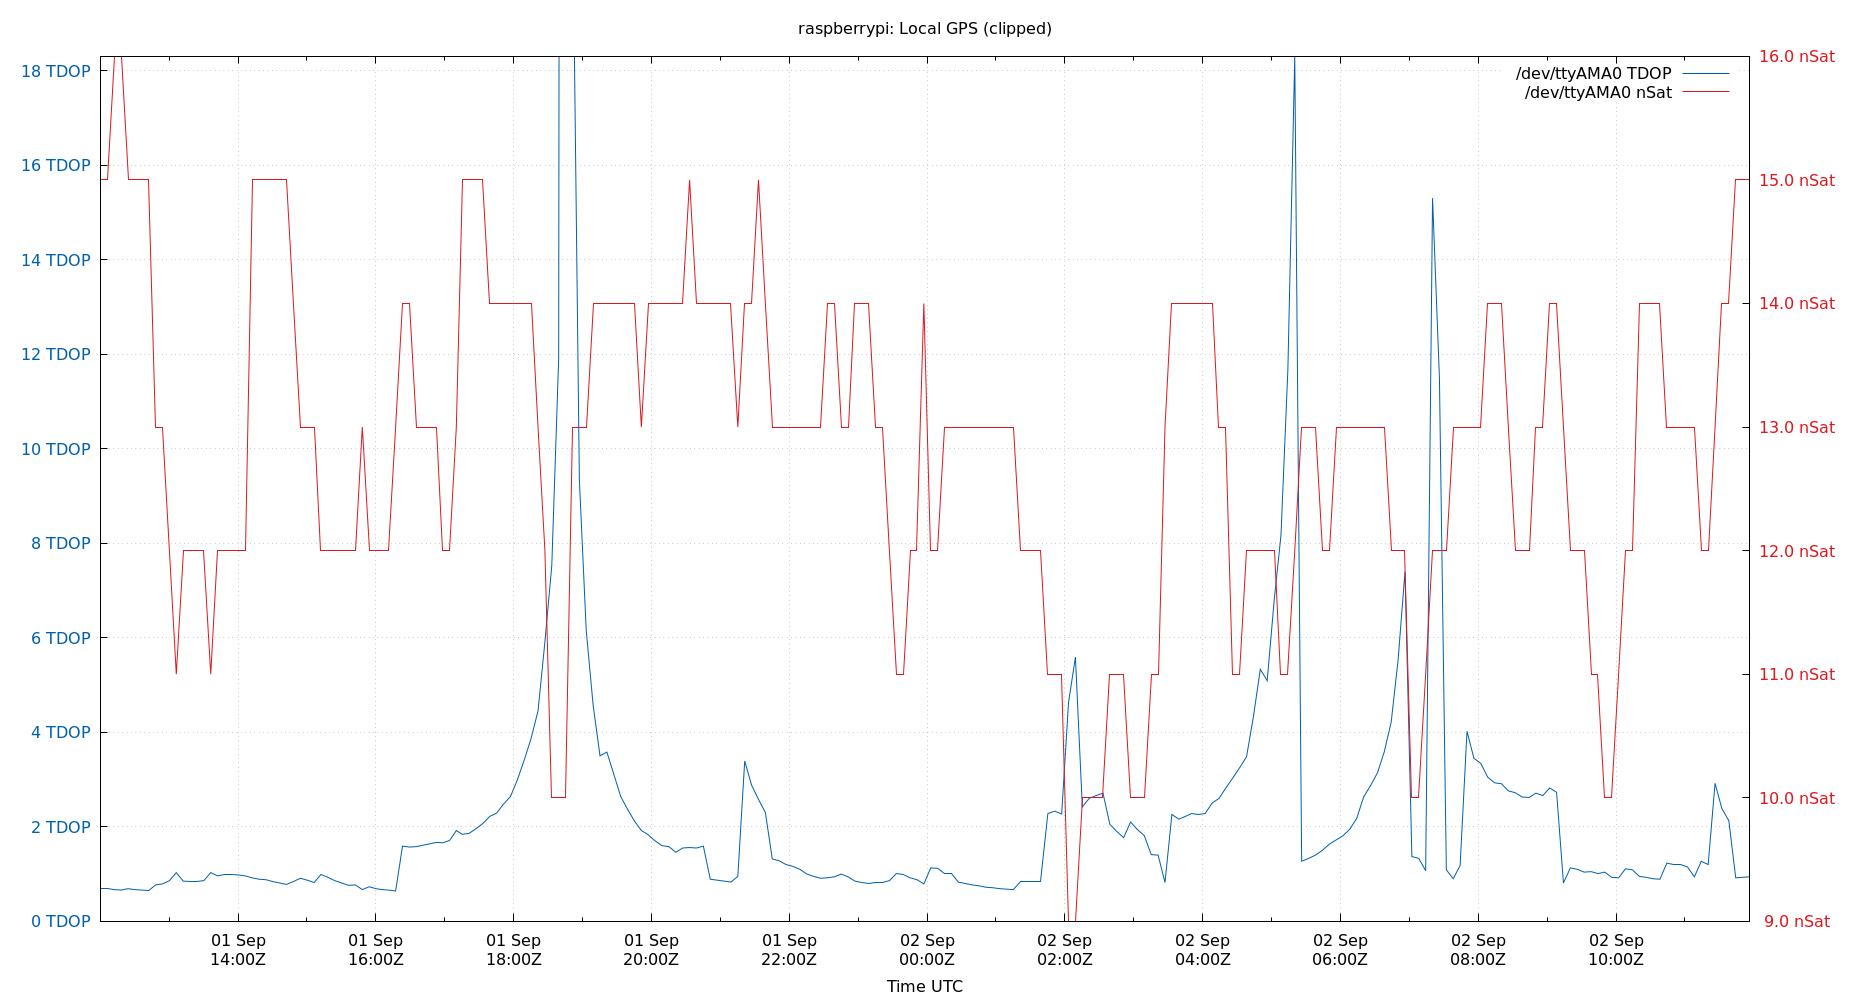 raspberrypi: Local GPS (clipped)
18 TDOP
16 TDOP
14 TDOP
12 TDOP
10 TDOP
8 TDOP
6 TDOP
4 TDOP
2 TDOP
0 TDOP
/dev/ttyAMA0 TDOP
/dev/ttyAMA0 nSat
16.0 nSat
15.0 nSat
14.0 nSat
13.0 nSat
12.0 nSat
11.0 nSat
10.0 nSat
9.0 nSat
01 Sep
14:00Z
01 Sep
16:00Z
01 Sep
18:00Z
01 Sep
20:00Z
01 Sep
22:00Z
02 Sep
00:00Z
02 Sep
02:00Z
02 Sep
04:00Z
02 Sep
06:00Z
02 Sep
08:00Z
02 Sep
10:00Z
Time UTC